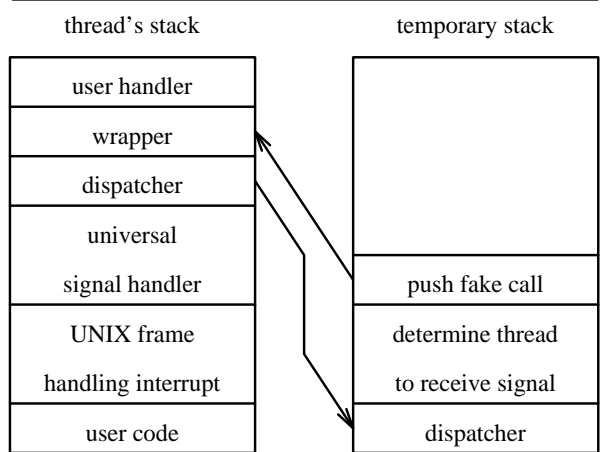 thread's stack
temporary stack
user handler
wrapper
dispatcher
universal
signal handler
UNIX frame
handling interrupt
user code
push fake call
determine thread
to receive signal
dispatcher